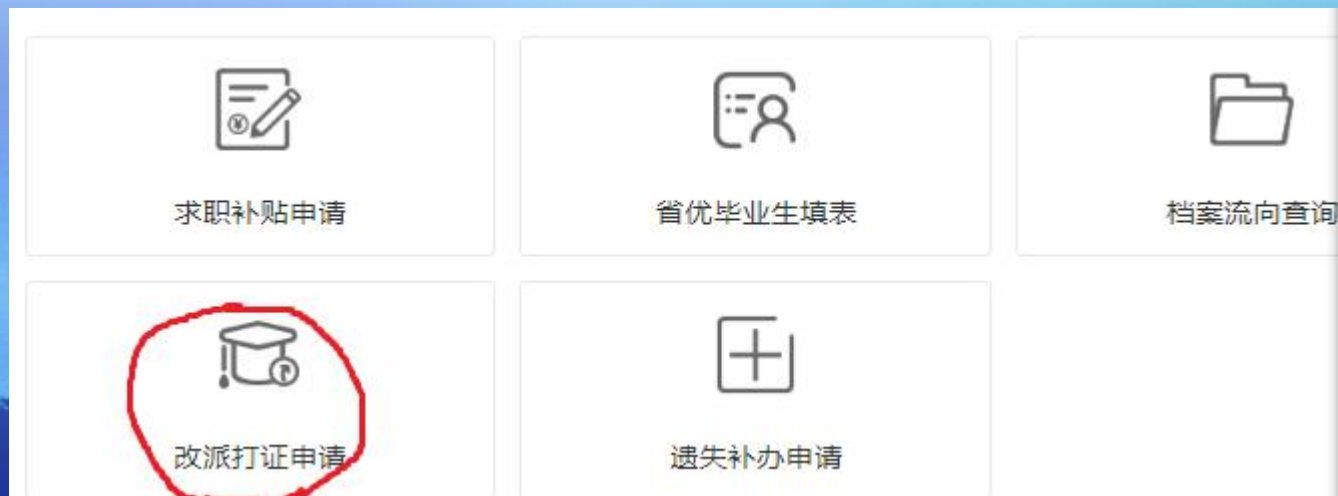 求职补贴申请
省优毕业生填表
档案流向查询
改派打证申请
遗失补办申请